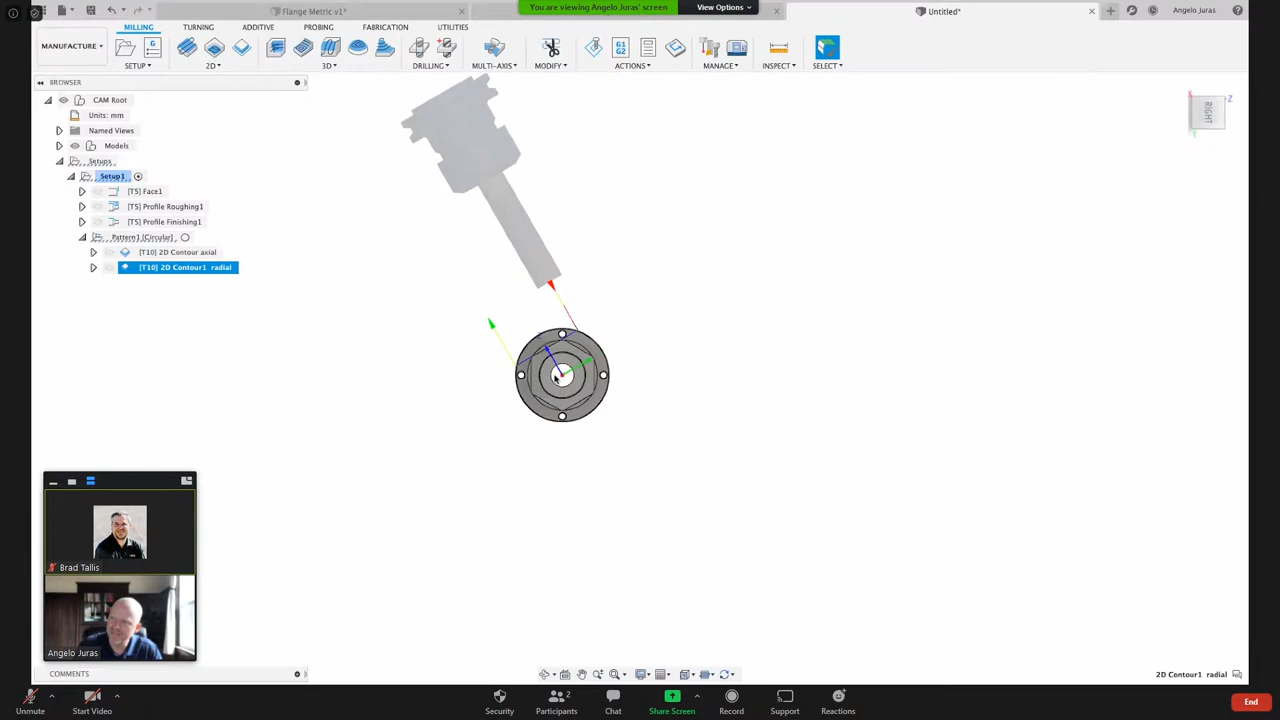 You are viewing Angelo Juras' screen
View Options
Flange Metric v1*
Untitled*
Angelo Juras
MANUFACTURE
MILLING
TURNING
ADDITIVE
PROBING
FABRICATION
UTILITIES
SETUP
2D
3D
DRILLING
MULTI-AXIS
MODIFY
ACTIONS
MANAGE
INSPECT
SELECT
G1
G2
BROWSER
CAM Root
Units: mm
Named Views
Models
Setups
Setup1
[T5] Face1
[T5] Profile Roughing1
[T5] Profile Finishing1
Pattern1 [Circular]
[T10] 2D Contour axial
[T10] 2D Contour1 radial
X
Z
Y
RIGHT
Z
Brad Tallis
Angelo Juras
COMMENTS
2D Contour1 radial
Unmute
Start Video
Security
2
Participants
Chat
Share Screen
Record
Support
Reactions
End